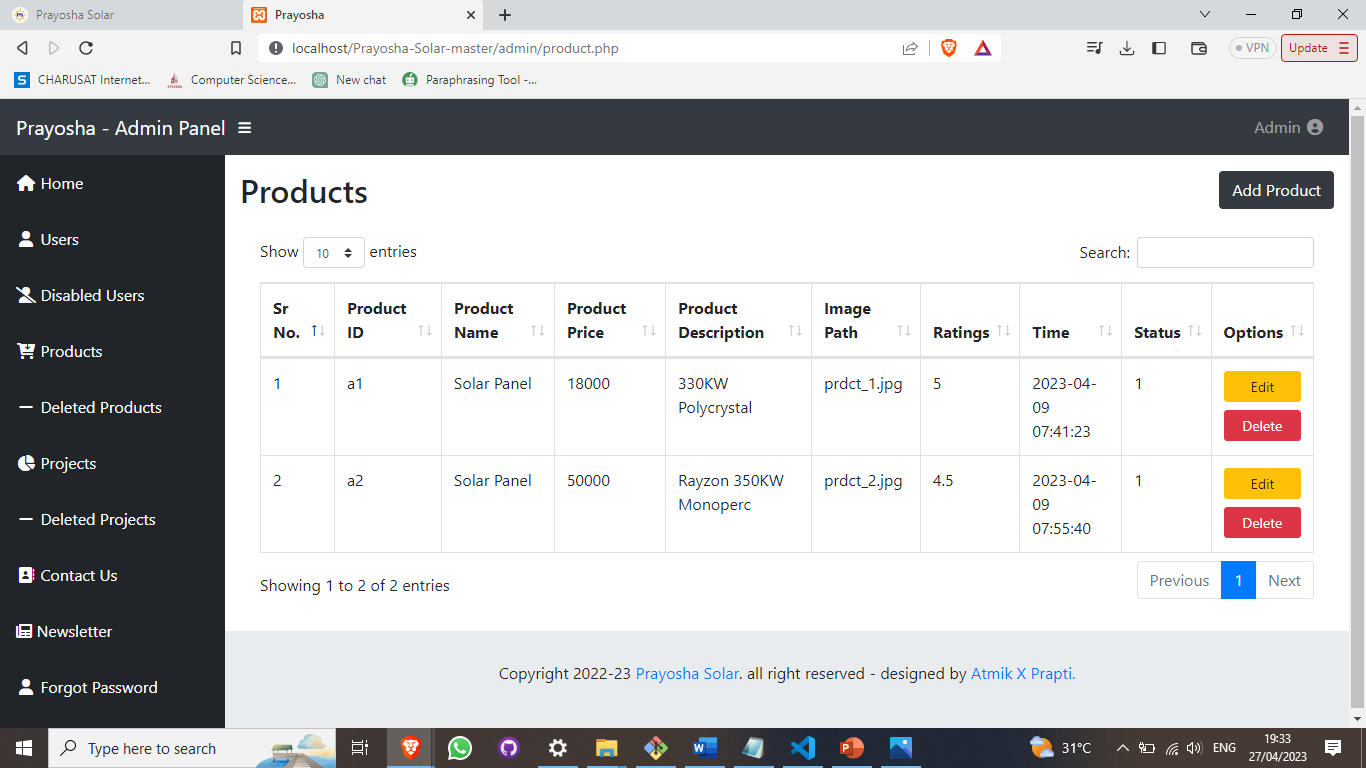 Prayosha Solar
Prayosha
localhost/Prayosha-Solar-master/admin/product.php
VPN
Update
CHARUSAT Internet...
Computer Science...
New chat
Paraphrasing Tool -...
Prayosha - Admin Panel
Admin
Home
Users
Disabled Users
Products
Deleted Products
Projects
Deleted Projects
Contact Us
Newsletter
Forgot Password
Products
Add Product
Show 10 entries
Search:
Sr No. Product ID Product Name Product Price Product Description Image Path Ratings Time Status Options
1 a1 Solar Panel 18000 330KW Polycrystal prdct_1.jpg 5 2023-04-09 07:41:23 1 Edit Delete
2 a2 Solar Panel 50000 Rayzon 350KW Monoperc prdct_2.jpg 4.5 2023-04-09 07:55:40 1 Edit Delete
Showing 1 to 2 of 2 entries
Previous 1 Next
Copyright 2022-23 Prayosha Solar. all right reserved - designed by Atmik X Prapti.
Type here to search
31°C
ENG
19:33
27/04/2023